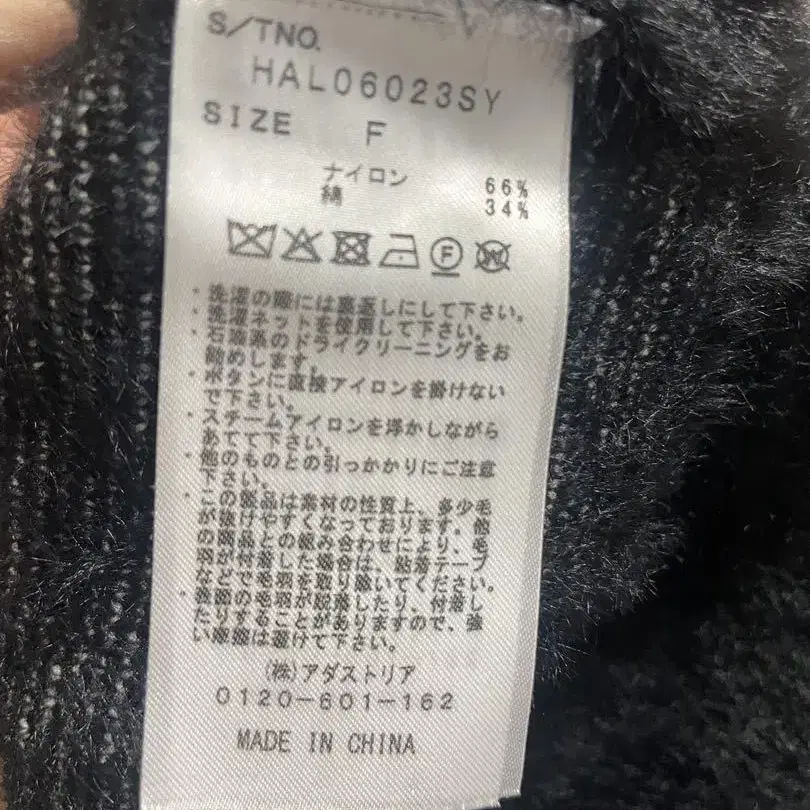 S/TNO.
HAL06023SY
SIZE F
ナイロン 66%
綿 34%
F W
・洗濯の際には裏返しにして下さい。
・洗濯ネットを使用して下さい。
・石油系のドライクリーニングをお
勧めします。
・ボタンに直接アイロンを掛けない
で下さい。
・スチームアイロンを浮かしながら
あてて下さい。
・他のものとの引っかかりにご注意
下さい。
・この製品は素材の性質上、多少毛
が抜けやすくなっております。他
の商品との組み合わせにより、毛
羽が付着した場合は、粘着テープ
などで毛羽を取り除いてください。
・表面の毛羽が脱落したり、付着し
たりすることがありますので、強
い摩擦は避けて下さい。
(株)アダストリア
0120-601-162
MADE IN CHINA